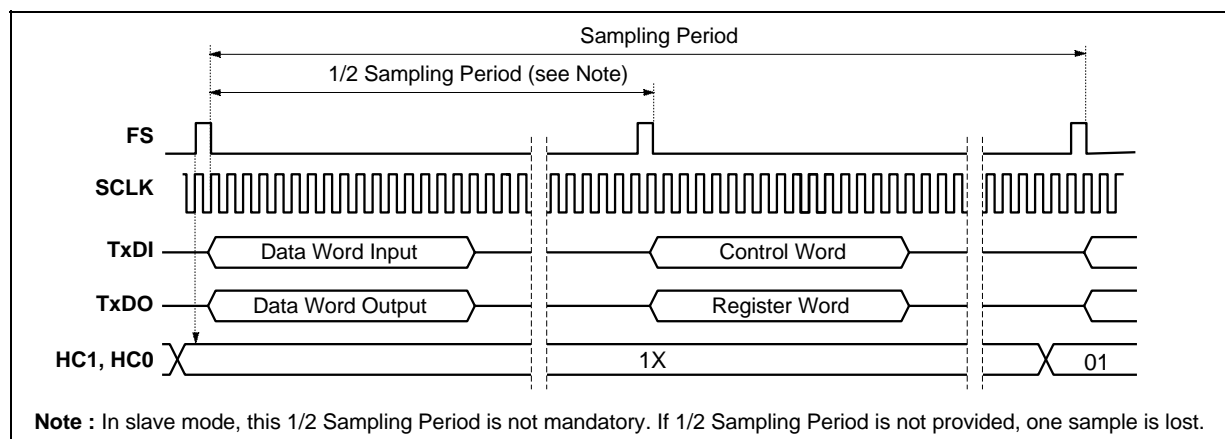 Sampling Period
1/2 Sampling Period (see Note)
FS
SCLK
TxDI
Data Word Input
Control Word
TxDO
Data Word Output
Register Word
HC1, HC0
1X
01
Note : In slave mode, this 1/2 Sampling Period is not mandatory. If 1/2 Sampling Period is not provided, one sample is lost.